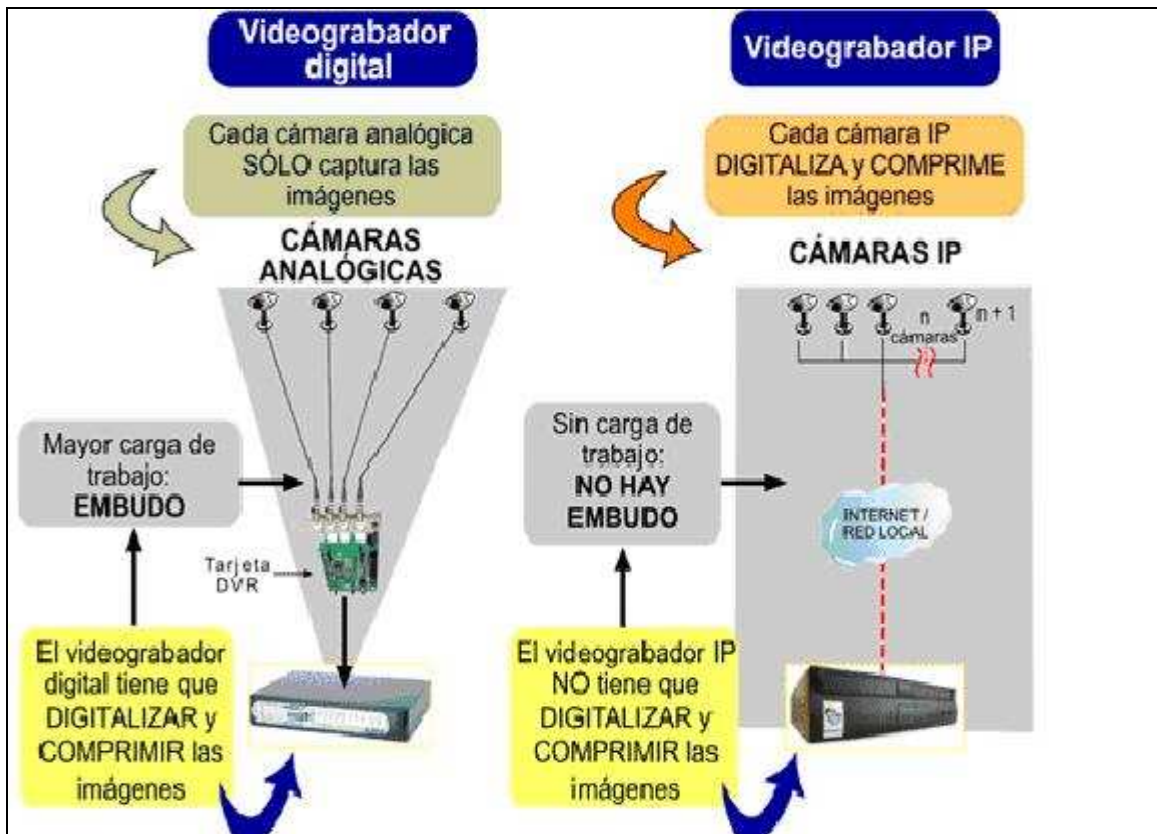 Videograbador
digital
Cada cámara analógica
SÓLO captura las
imágenes
CÁMARAS
ANALÓGICAS
Mayor carga de
trabajo:
EMBUDO
Tarjeta
DVR
El videograbador
digital tiene que
DIGITALIZAR y
COMPRIMIR las
imágenes
Videograbador IP
Cada cámara IP
DIGITALIZA y COMPRIME
las imágenes
CÁMARAS IP
n
cámaras
n + 1
Sin carga de
trabajo:
NO HAY
EMBUDO
INTERNET /
RED LOCAL
El videograbador IP
NO tiene que
DIGITALIZAR y
COMPRIMIR las
imágenes